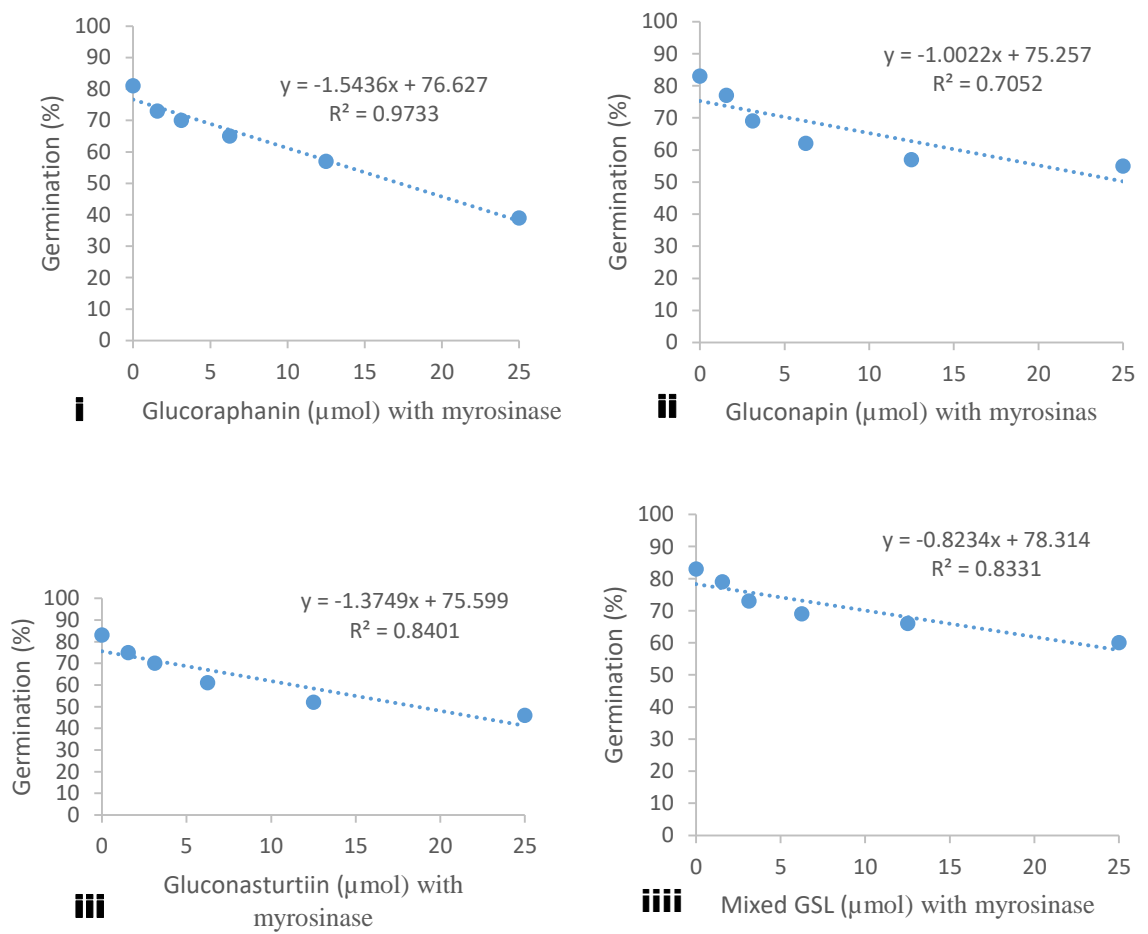 y = -1.5436x + 76.627
R² = 0.9733
100
90
80
70
60
50
40
30
20
10
0
Germination (%)
0 5 10 15 20 25
i Glucoraphanin (µmol) with myrosinase
y = -1.0022x + 75.257
R² = 0.7052
100
90
80
70
60
50
40
30
20
10
0
Germination (%)
0 5 10 15 20 25
ii Gluconapin (µmol) with myrosinas
y = -1.3749x + 75.599
R² = 0.8401
100
90
80
70
60
50
40
30
20
10
0
Germination (%)
0 5 10 15 20 25
iii Gluconasturtiin (µmol) with
myrosinase
y = -0.8234x + 78.314
R² = 0.8331
100
90
80
70
60
50
40
30
20
10
0
Germination (%)
0 5 10 15 20 25
iiii Mixed GSL (µmol) with myrosinase